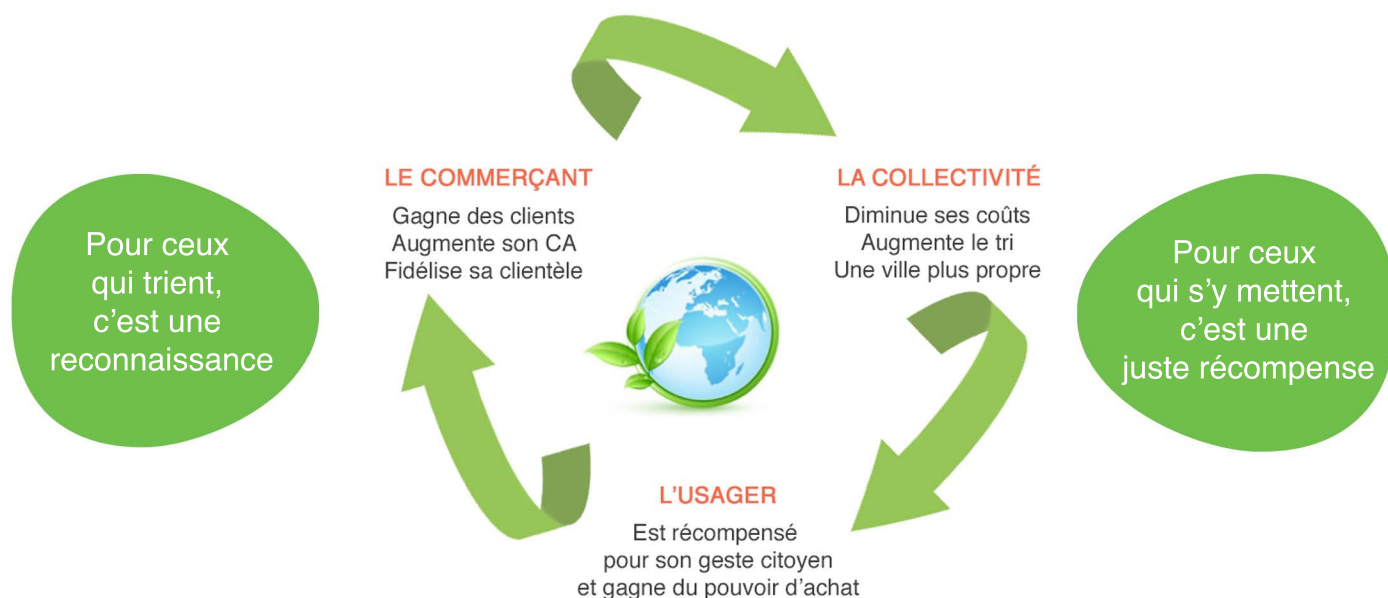 LE COMMERÇANT
Gagne des clients
Augmente son CA
Fidélise sa clientèle
LA COLLECTIVITÉ
Diminue ses coûts
Augmente le tri
Une ville plus propre
Pour ceux
qui trient,
c’est une
reconnaissance
Pour ceux
qui s’y mettent,
c’est une
juste récompense
L’USAGER
Est récompensé
pour son geste citoyen
et gagne du pouvoir d’achat